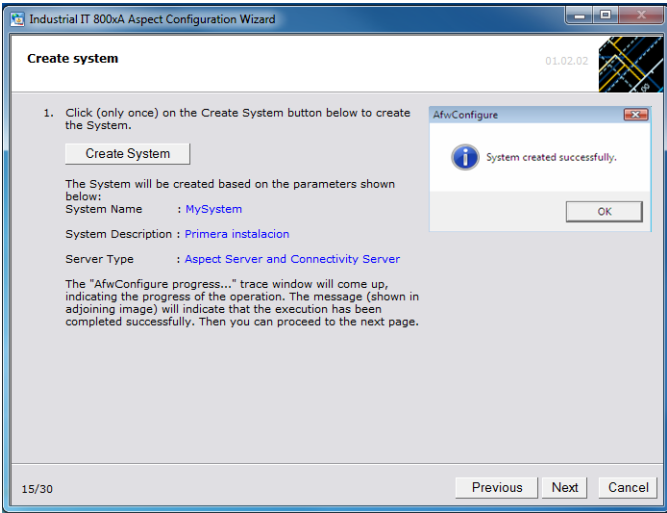 Industrial IT 800xA Aspect Configuration Wizard
Create system
01.02.02
1. Click (only once) on the Create System button below to create
the System.
Create System
The System will be created based on the parameters shown
below:
System Name : MySystem
System Description : Primera instalacion
Server Type : Aspect Server and Connectivity Server
The "AfwConfigure progress..." trace window will come up,
indicating the progress of the operation. The message (shown in
adjoining image) will indicate that the execution has been
completed successfully. Then you can proceed to the next page.
AfwConfigure
System created successfully.
OK
15/30
Previous Next Cancel